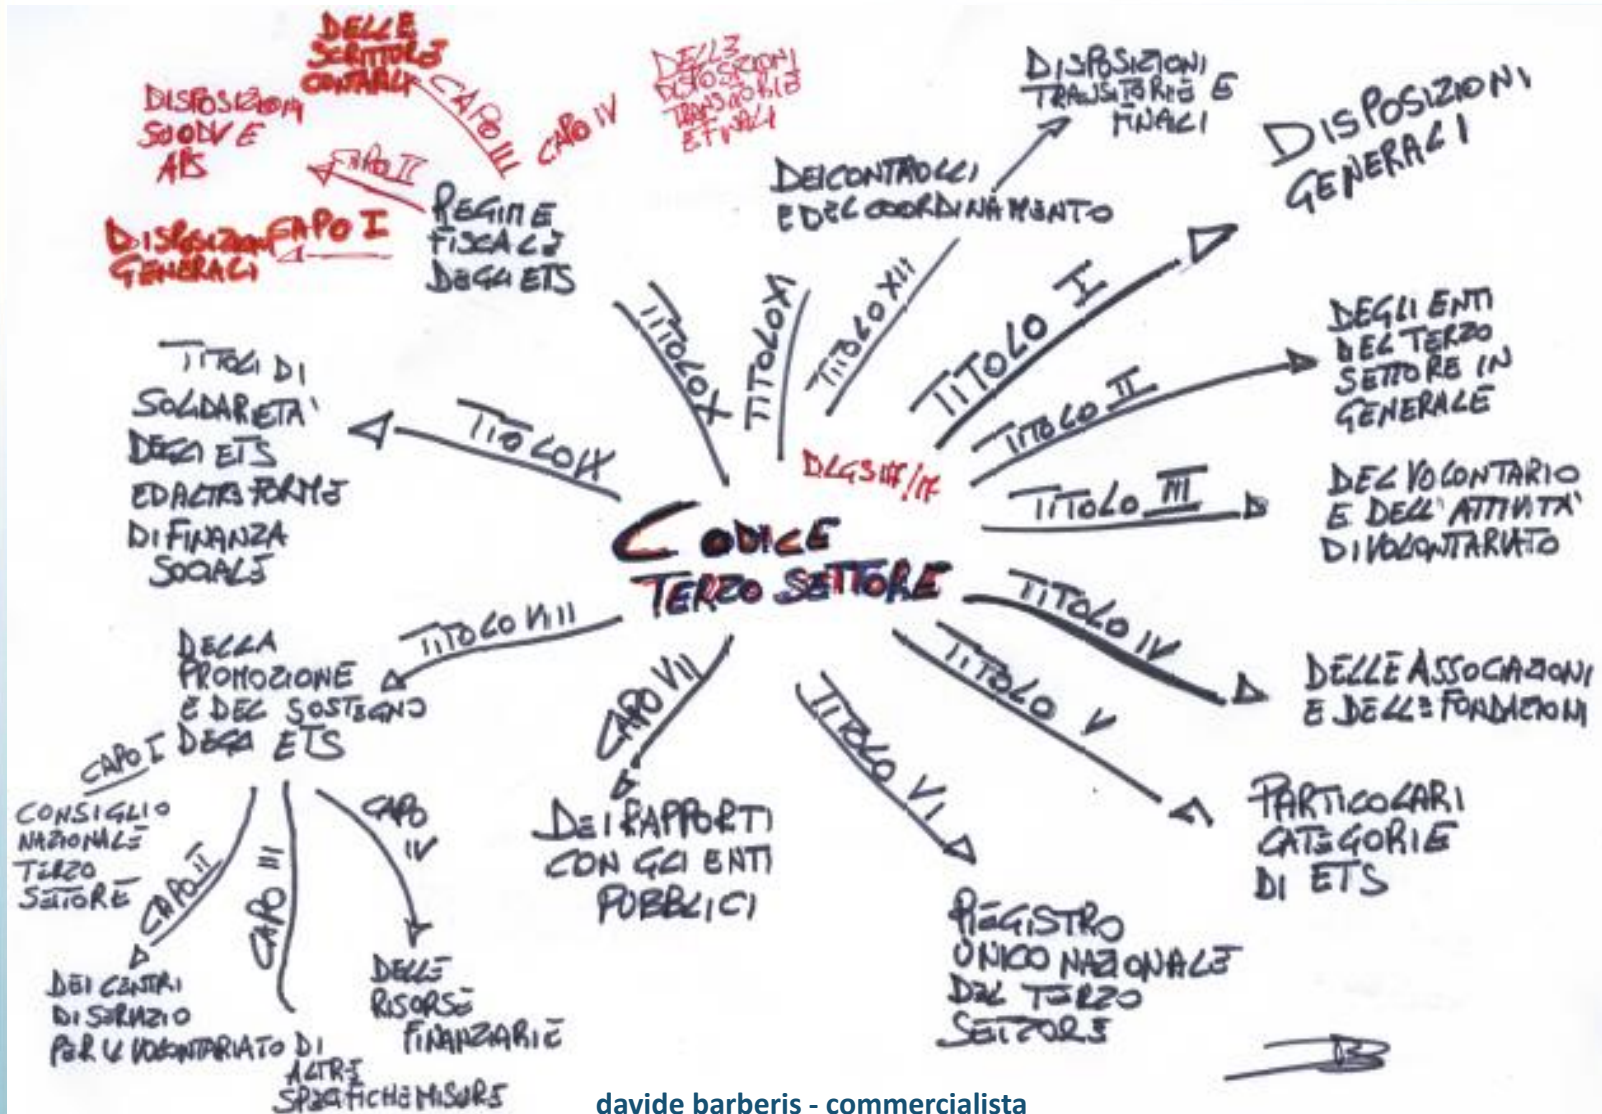 CODICE
TERZO SETTORE
DLGS 117/17
TITOLO I
DISPOSIZIONI
GENERALI
TITOLO II
DEGLI ENTI
DEL TERZO
SETTORE IN
GENERALE
TITOLO III
DEL VOLONTARIO
E DELL'ATTIVITÀ
DI VOLONTARIATO
TITOLO IV
DELLE ASSOCIAZIONI
E DELLE FONDAZIONI
TITOLO V
PARTICOLARI
CATEGORIE
DI ETS
TITOLO VI
REGISTRO
UNICO NAZIONALE
DEL TERZO
SETTORE
CAPO VII
DEI RAPPORTI
CON GLI ENTI
PUBBLICI
TITOLO VIII
DELLA
PROMOZIONE
E DEL SOSTEGNO
DEGLI ETS
CAPO I
CONSIGLIO
NAZIONALE
TERZO
SETTORE
CAPO II
DEI CENTRI
DI SERVIZIO
PER IL VOLONTARIATO
CAPO III
DI
ALTRE
SPECIFICHE MISURE
CAPO IV
DELLE
RISORSE
FINANZIARIE
TITOLO IX
TITOLI DI
SOLIDARIETA'
DEGLI ETS
ED ALTRE FORME
DI FINANZA
SOCIALE
TITOLO X
REGIME
FISCALE
DEGLI ETS
CAPO I
DISPOSIZIONI
GENERALI
CAPO II
DISPOSIZIONI
SU ODV E
APS
CAPO III
DELLE
SCRITTURE
CONTABILI
CAPO IV
DELLE
DISPOSIZIONI
TRANSITORIE
E FINALI
TITOLO XI
DEI CONTROLLI
E DEL COORDINAMENTO
TITOLO XII
DISPOSIZIONI
TRANSITORIE E
FINALI
DB
davide barberis - commercialista